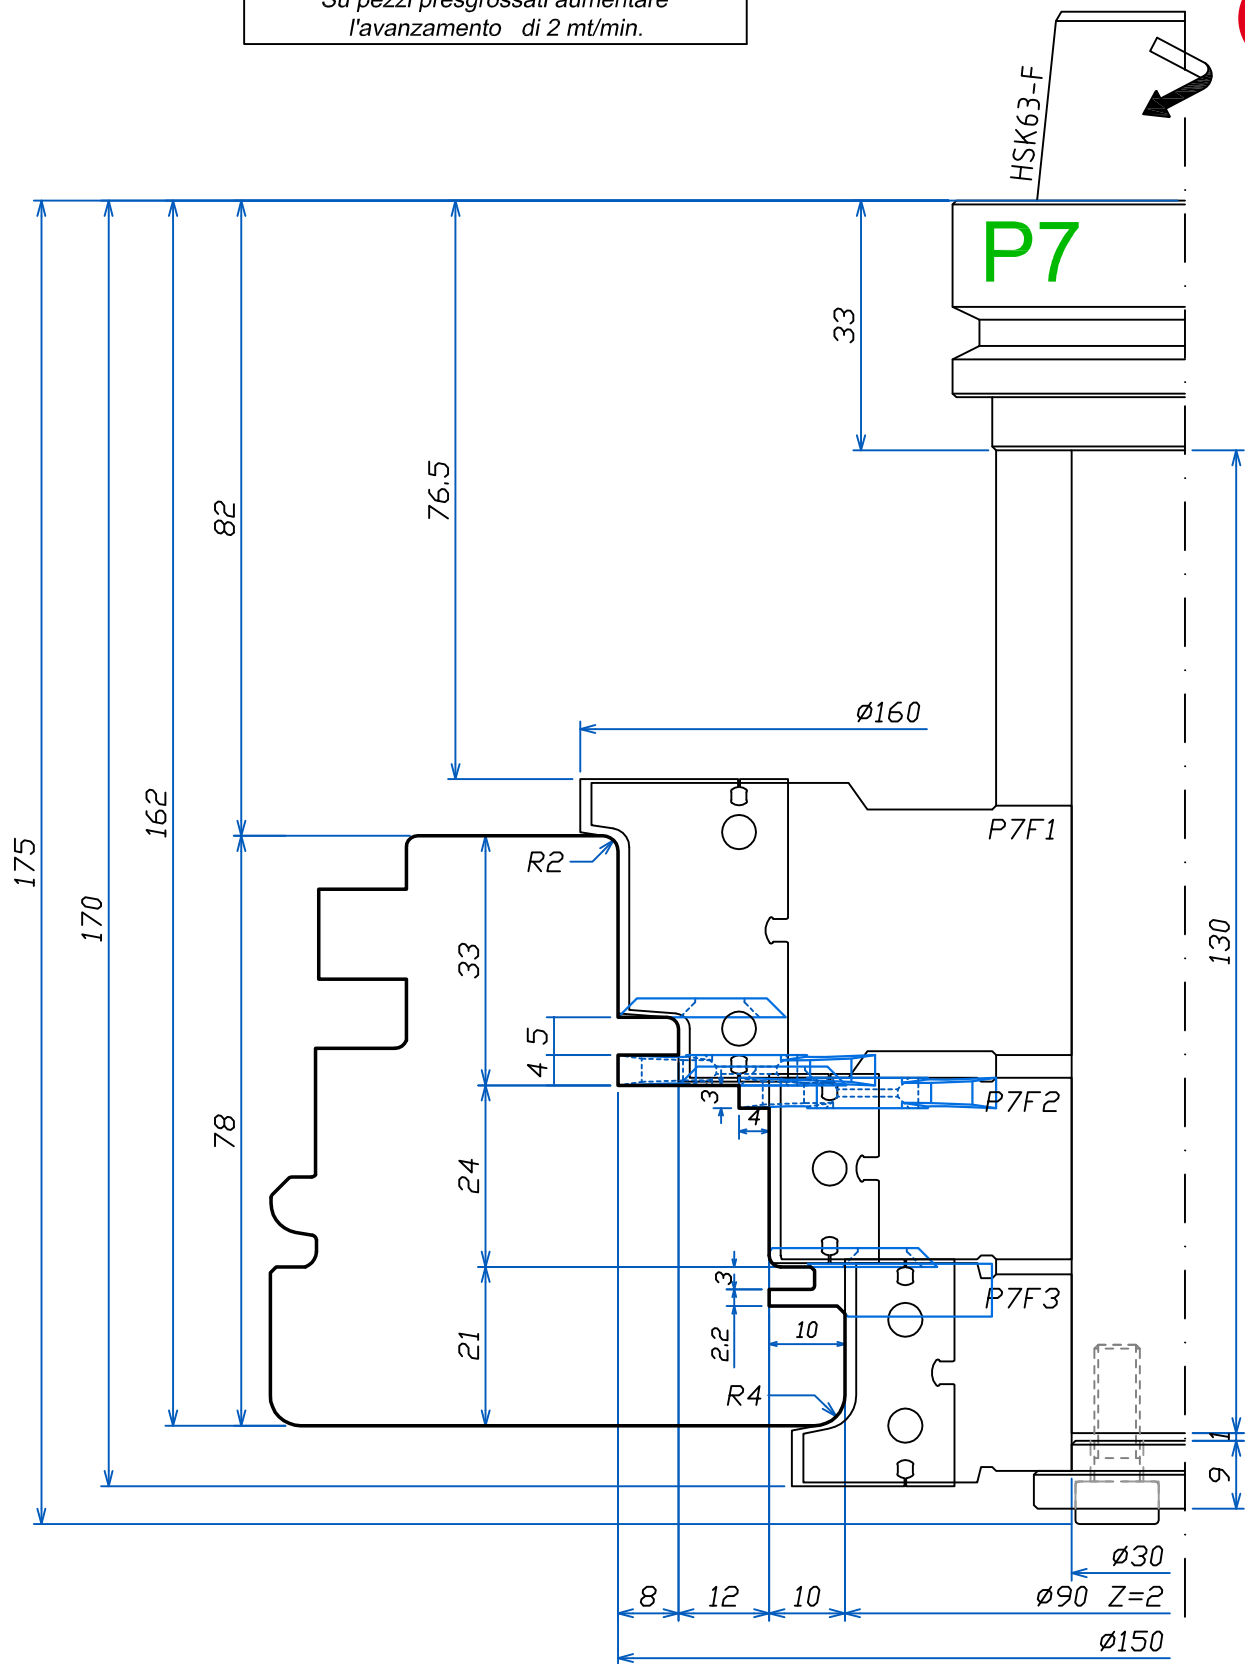 Su pezzi presgrossati aumentare
l'avanzamento di 2 mt/min.
HSK63-F
P7
33
82
76.5
162
175
170
Ø160
P7F1
R2
33
130
5
4
3
4
P7F2
78
24
3
P7F3
2.2
10
21
R4
1
9
Ø30
8
12
10
Ø90 Z=2
Ø150